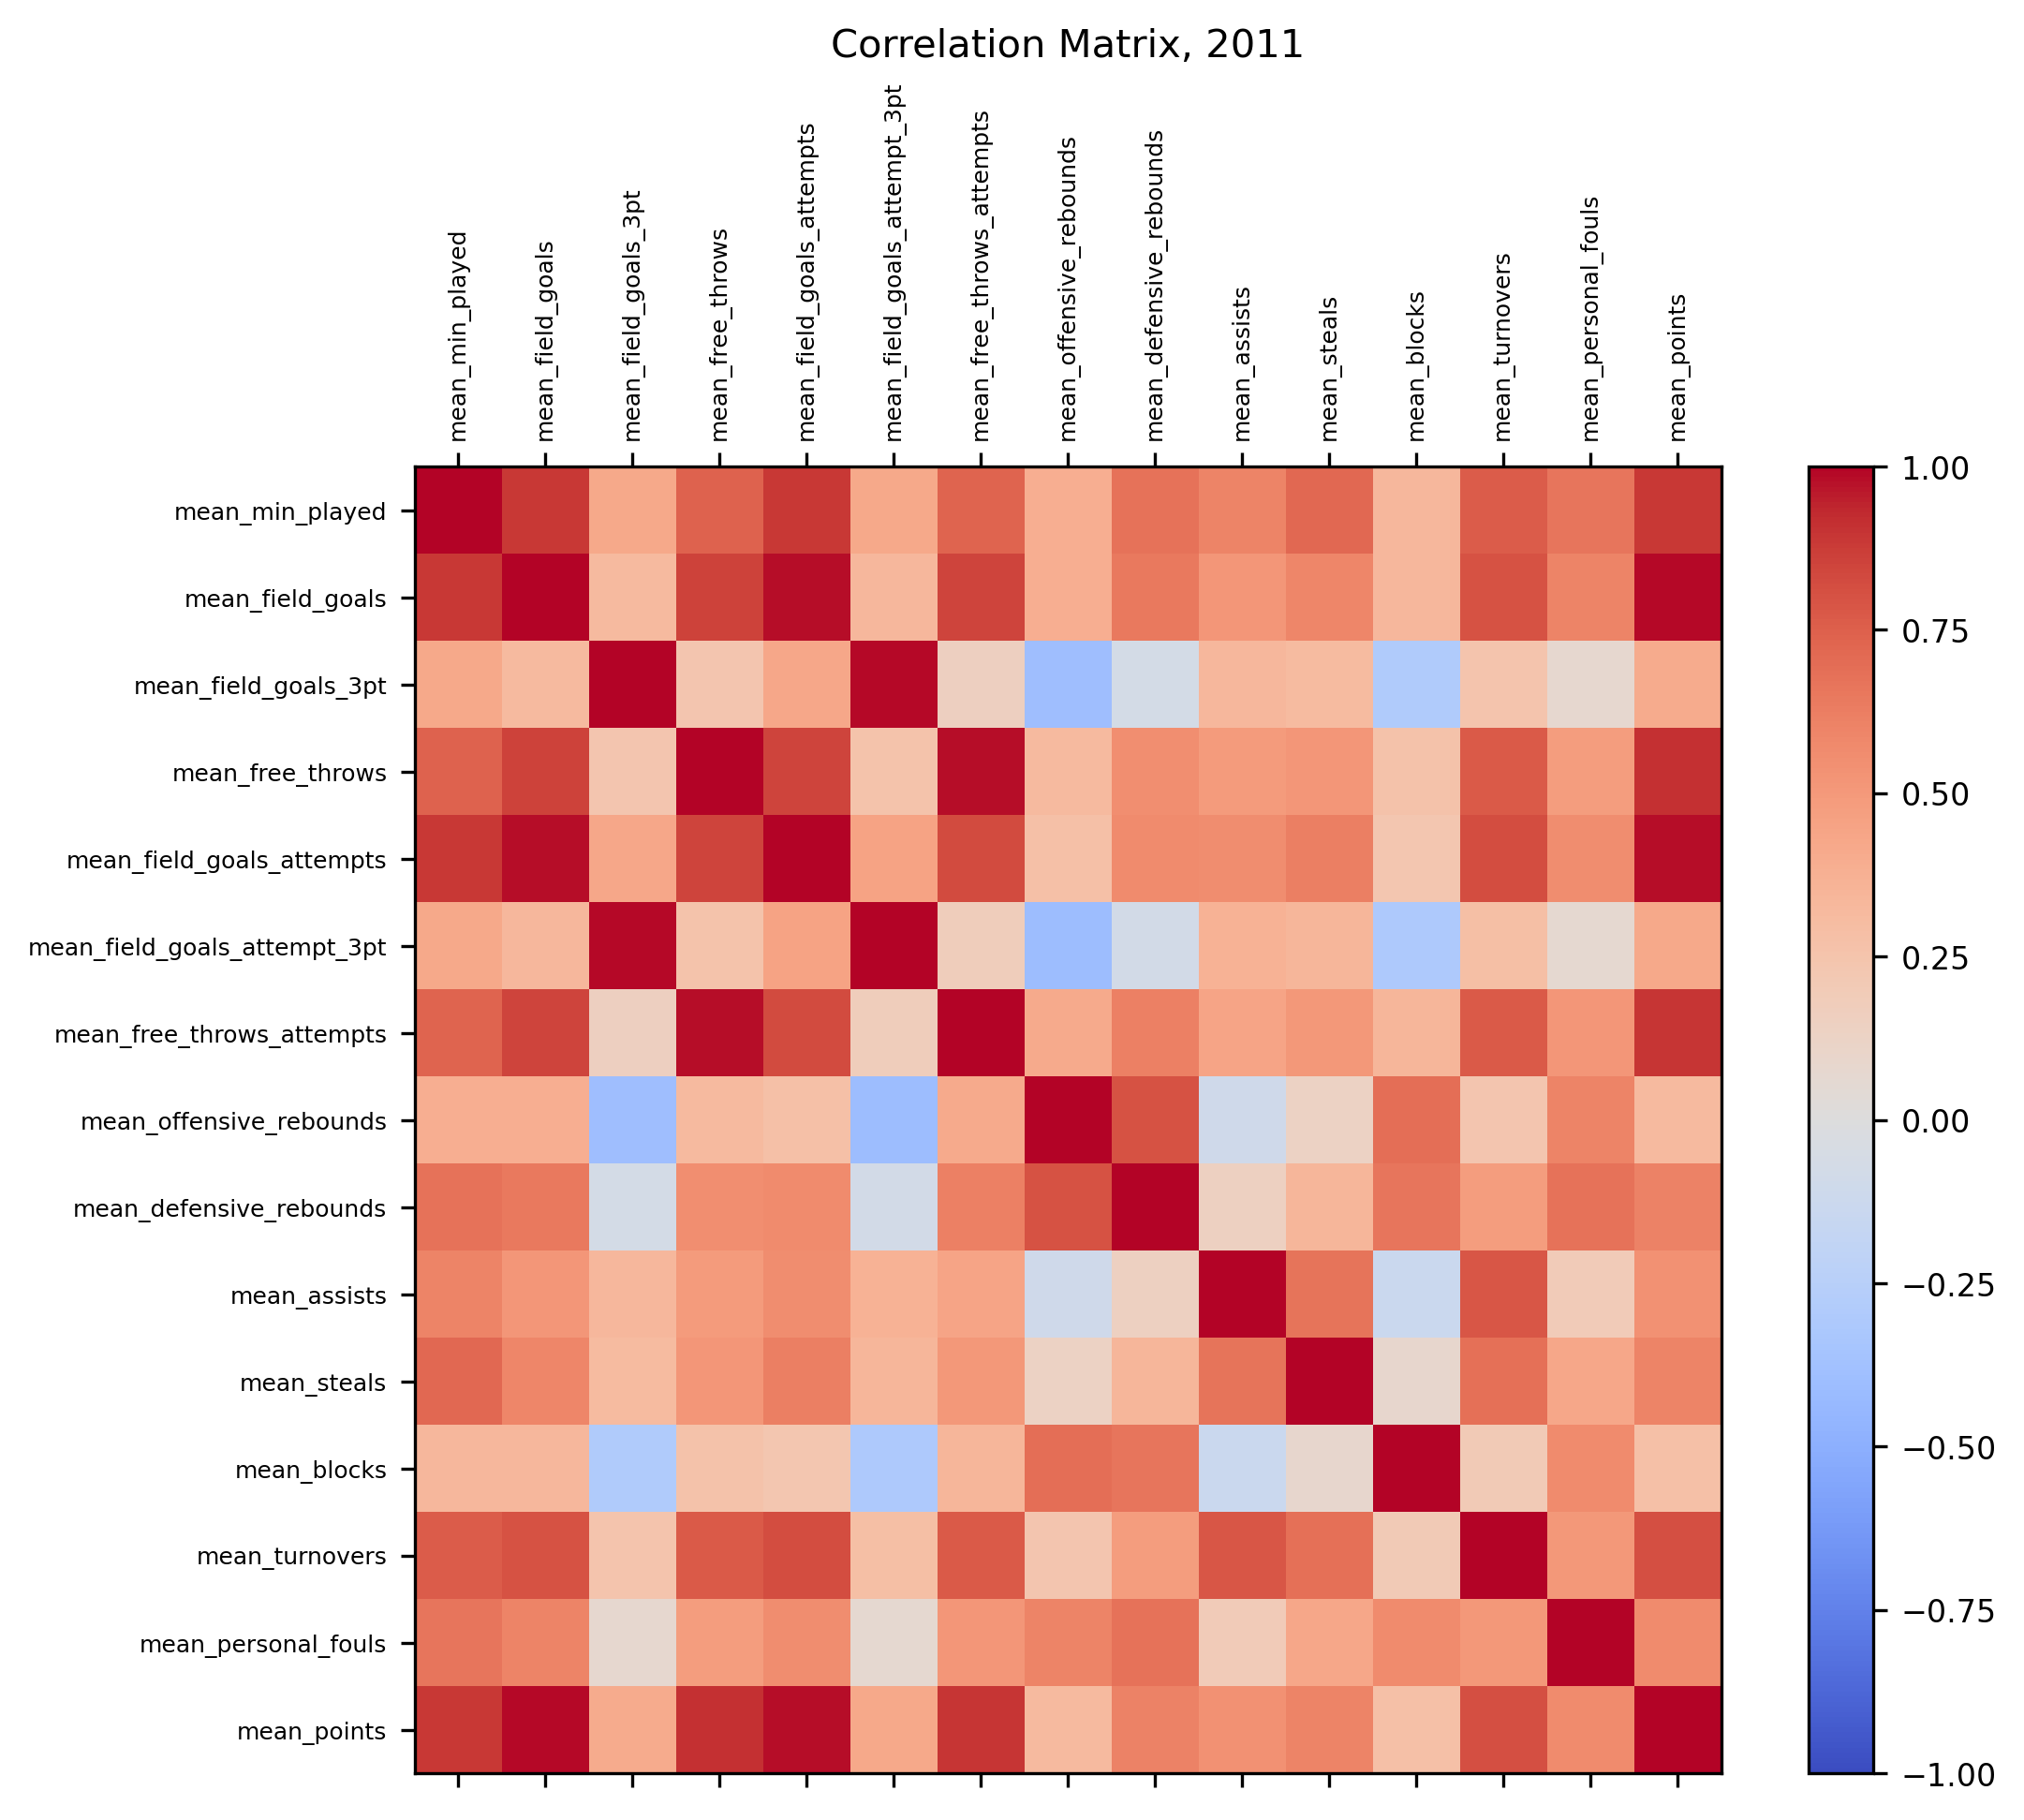 Correlation Matrix, 2011
mean_min_played
mean_field_goals
mean_field_goals_3pt
mean_free_throws
mean_field_goals_attempts
mean_field_goals_attempt_3pt
mean_free_throws_attempts
mean_offensive_rebounds
mean_defensive_rebounds
mean_assists
mean_steals
mean_blocks
mean_turnovers
mean_personal_fouls
mean_points
mean_min_played
mean_field_goals
mean_field_goals_3pt
mean_free_throws
mean_field_goals_attempts
mean_field_goals_attempt_3pt
mean_free_throws_attempts
mean_offensive_rebounds
mean_defensive_rebounds
mean_assists
mean_steals
mean_blocks
mean_turnovers
mean_personal_fouls
mean_points
1.00
0.75
0.50
0.25
0.00
−0.25
−0.50
−0.75
−1.00